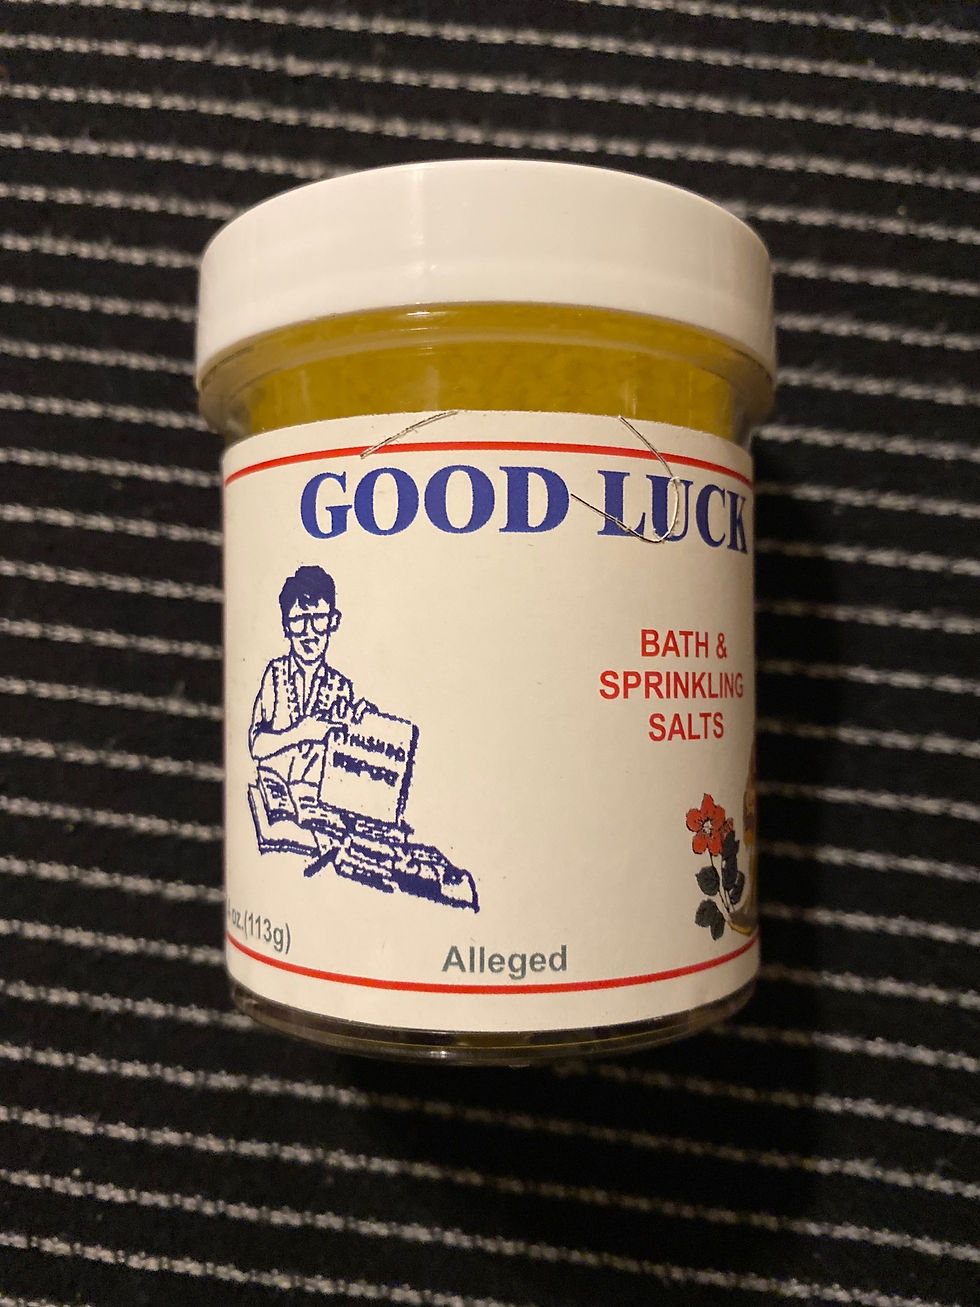 GOOD LUCK
BATH &
SPRINKLING
SALTS
oz.(113g)
Alleged